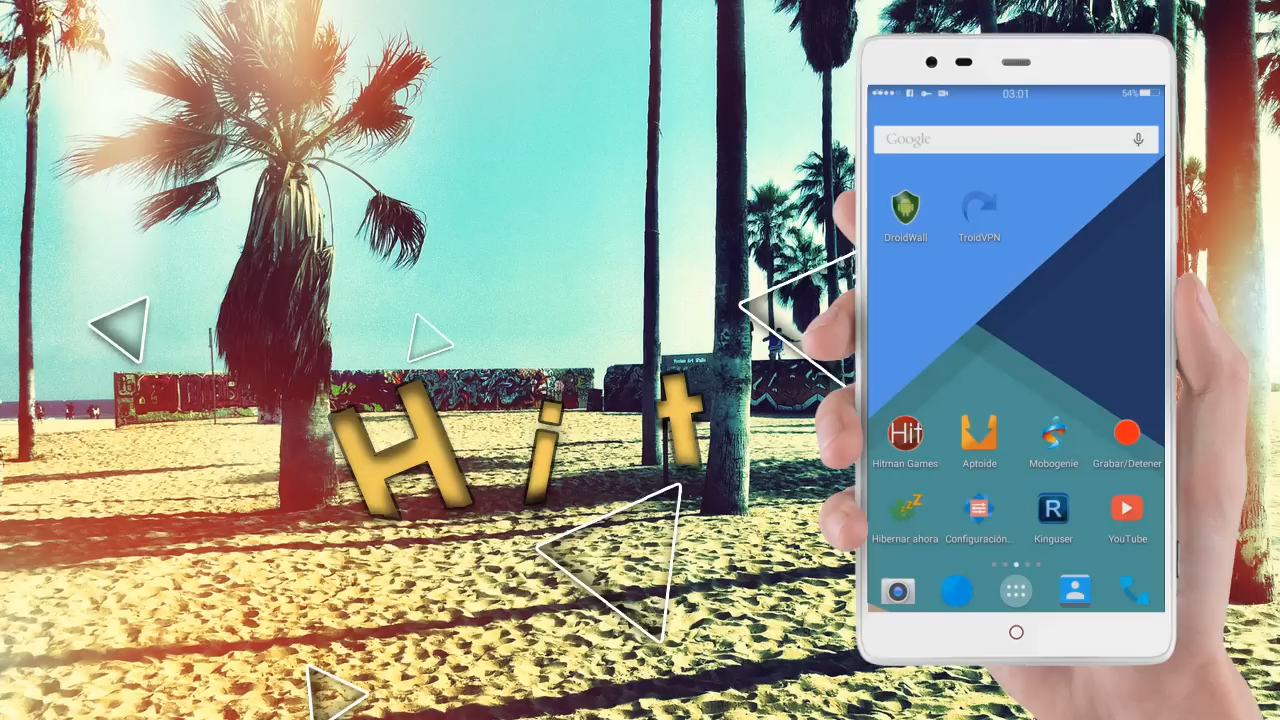 Hit
03:01
54%
Google
DroidWall
TroidVPN
Hit
Hitman Games
Aptoide
Mobogenie
Grabar/Detener
zZZ
R
Hibernar ahora
Configuración...
Kinguser
YouTube